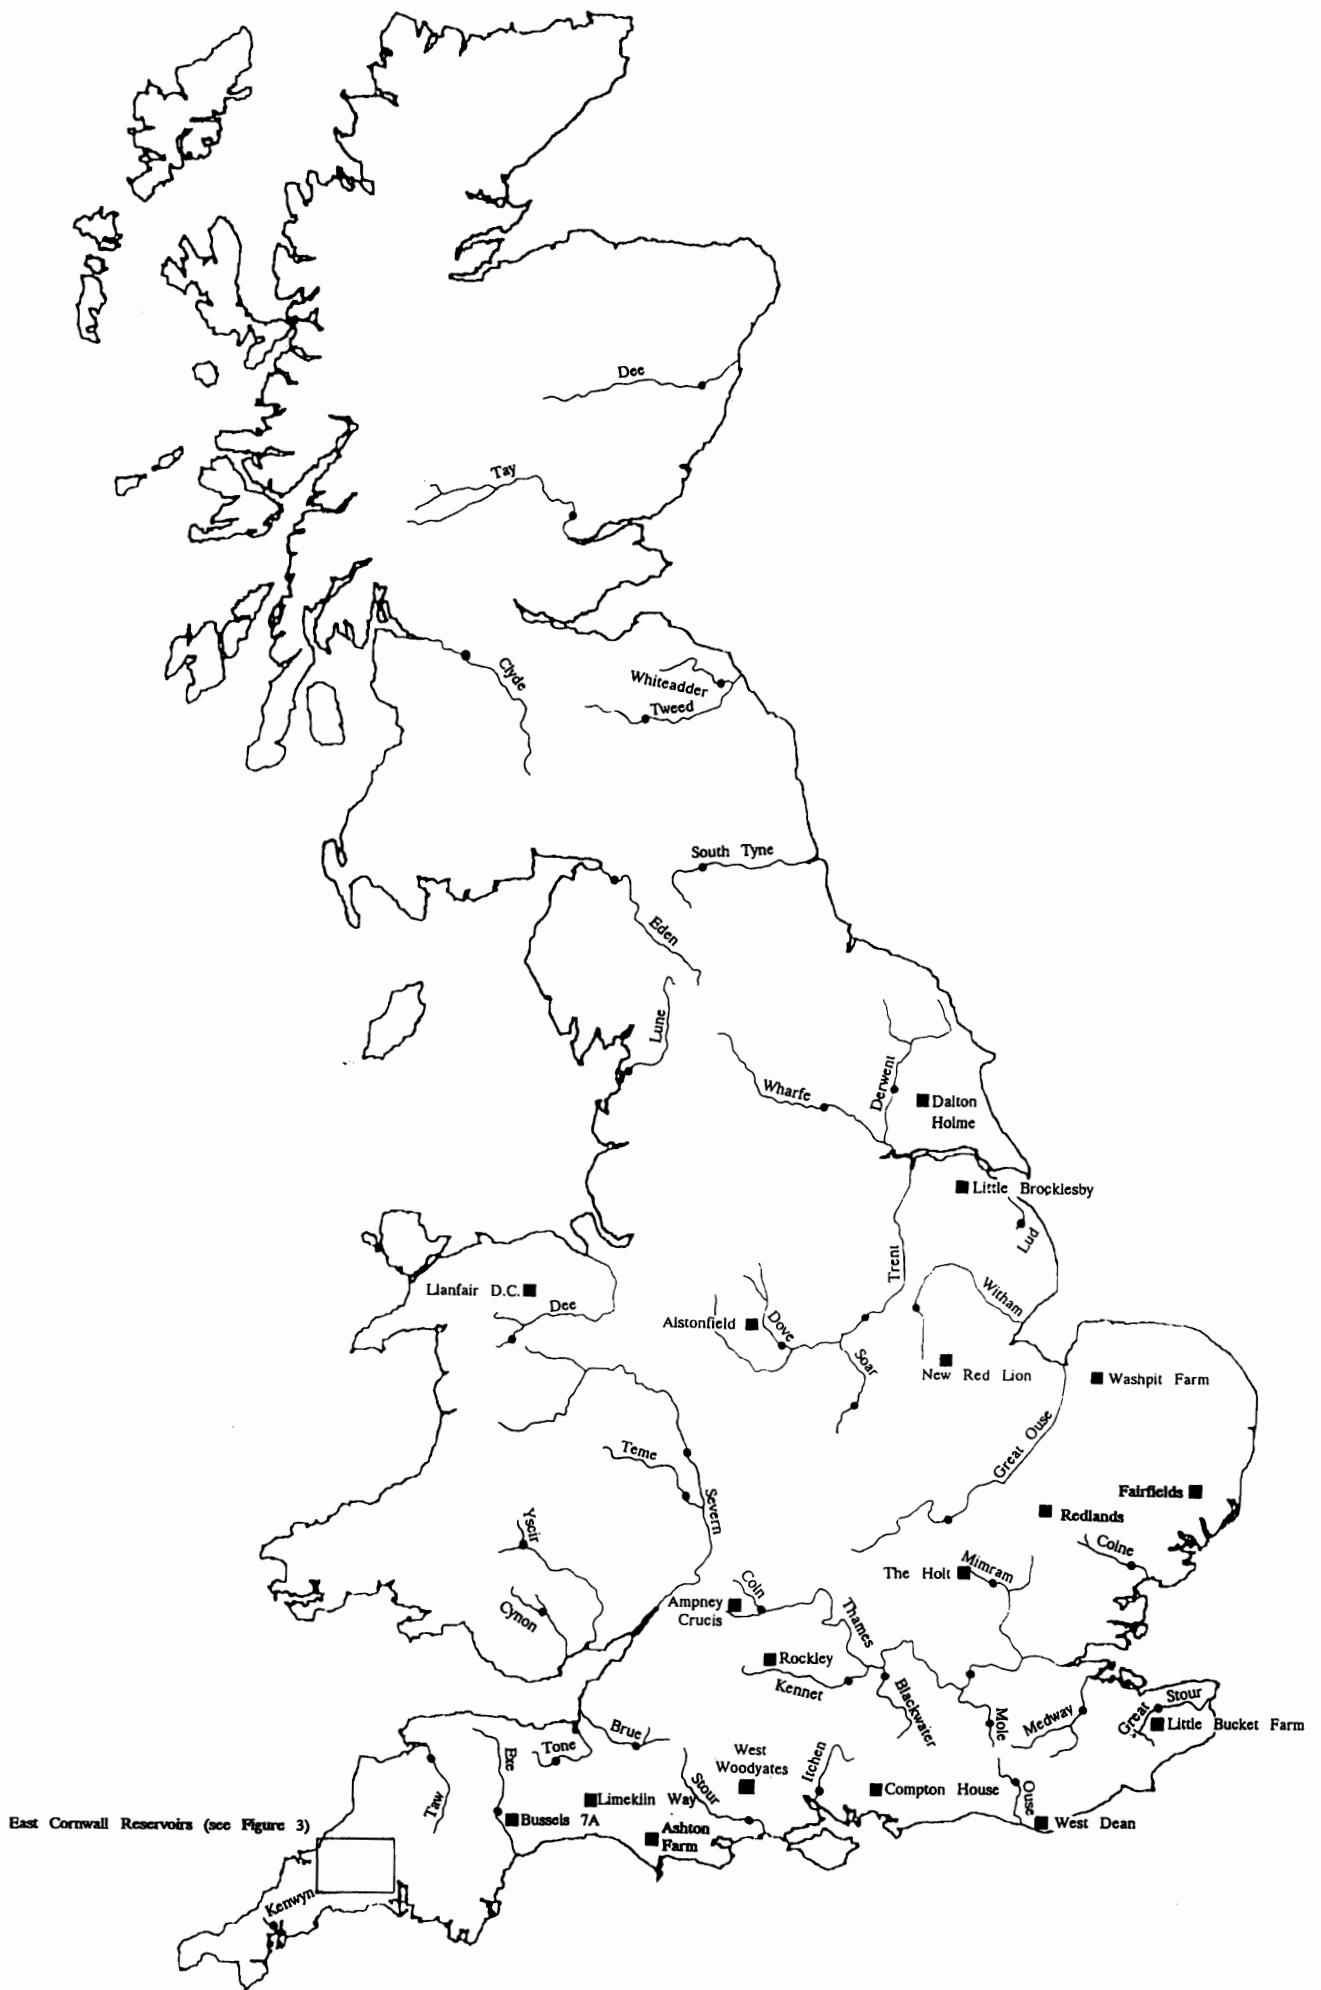 Dee
Tay
Clyde
Whiteadder
Tweed
South Tyne
Eden
Lune
Wharfe
Derwent
Dalton
Holme
Little Brocklesby
Lud
Trent
Witham
Llanfair D.C.
Dee
Alstonfield
Dove
Soar
New Red Lion
Washpit Farm
Great Ouse
Teme
Severn
Fairfields
Redlands
Yscir
Colne
The Holt
Mimram
Cynon
Coln
Ampney
Crucis
Thames
Rockley
Kennet
Blackwater
Mole
Medway
Great Stour
Little Bucket Farm
Brue
Tone
Exe
Taw
West
Woodyates
Itchen
Stour
Limekiln Way
Compton House
Ouse
Bussels 7A
East Cornwall Reservoirs (see Figure 3)
Ashton
Farm
West Dean
Kenwyn